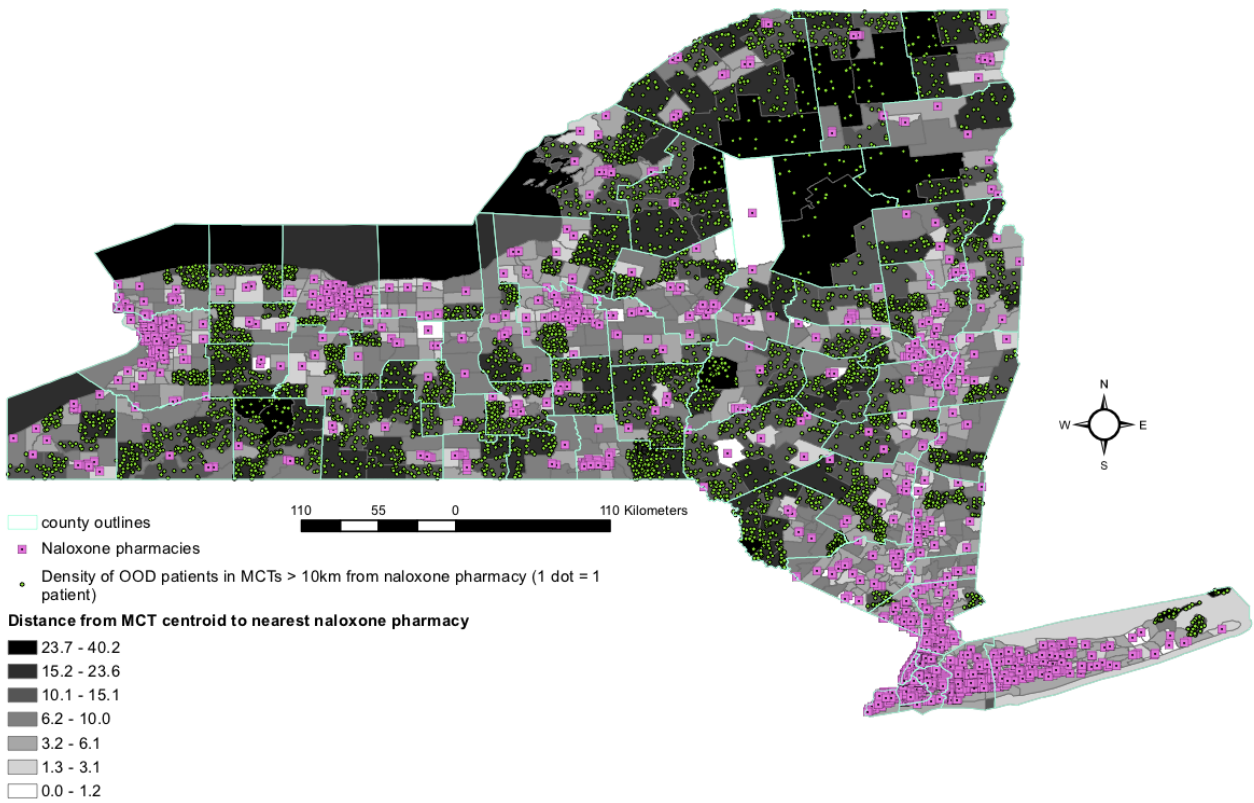 N
W E
S
110 55 0 110 Kilometers
county outlines
Naloxone pharmacies
Density of OOD patients in MCTs > 10km from naloxone pharmacy (1 dot = 1
patient)
Distance from MCT centroid to nearest naloxone pharmacy
23.7 - 40.2
15.2 - 23.6
10.1 - 15.1
6.2 - 10.0
3.2 - 6.1
1.3 - 3.1
0.0 - 1.2